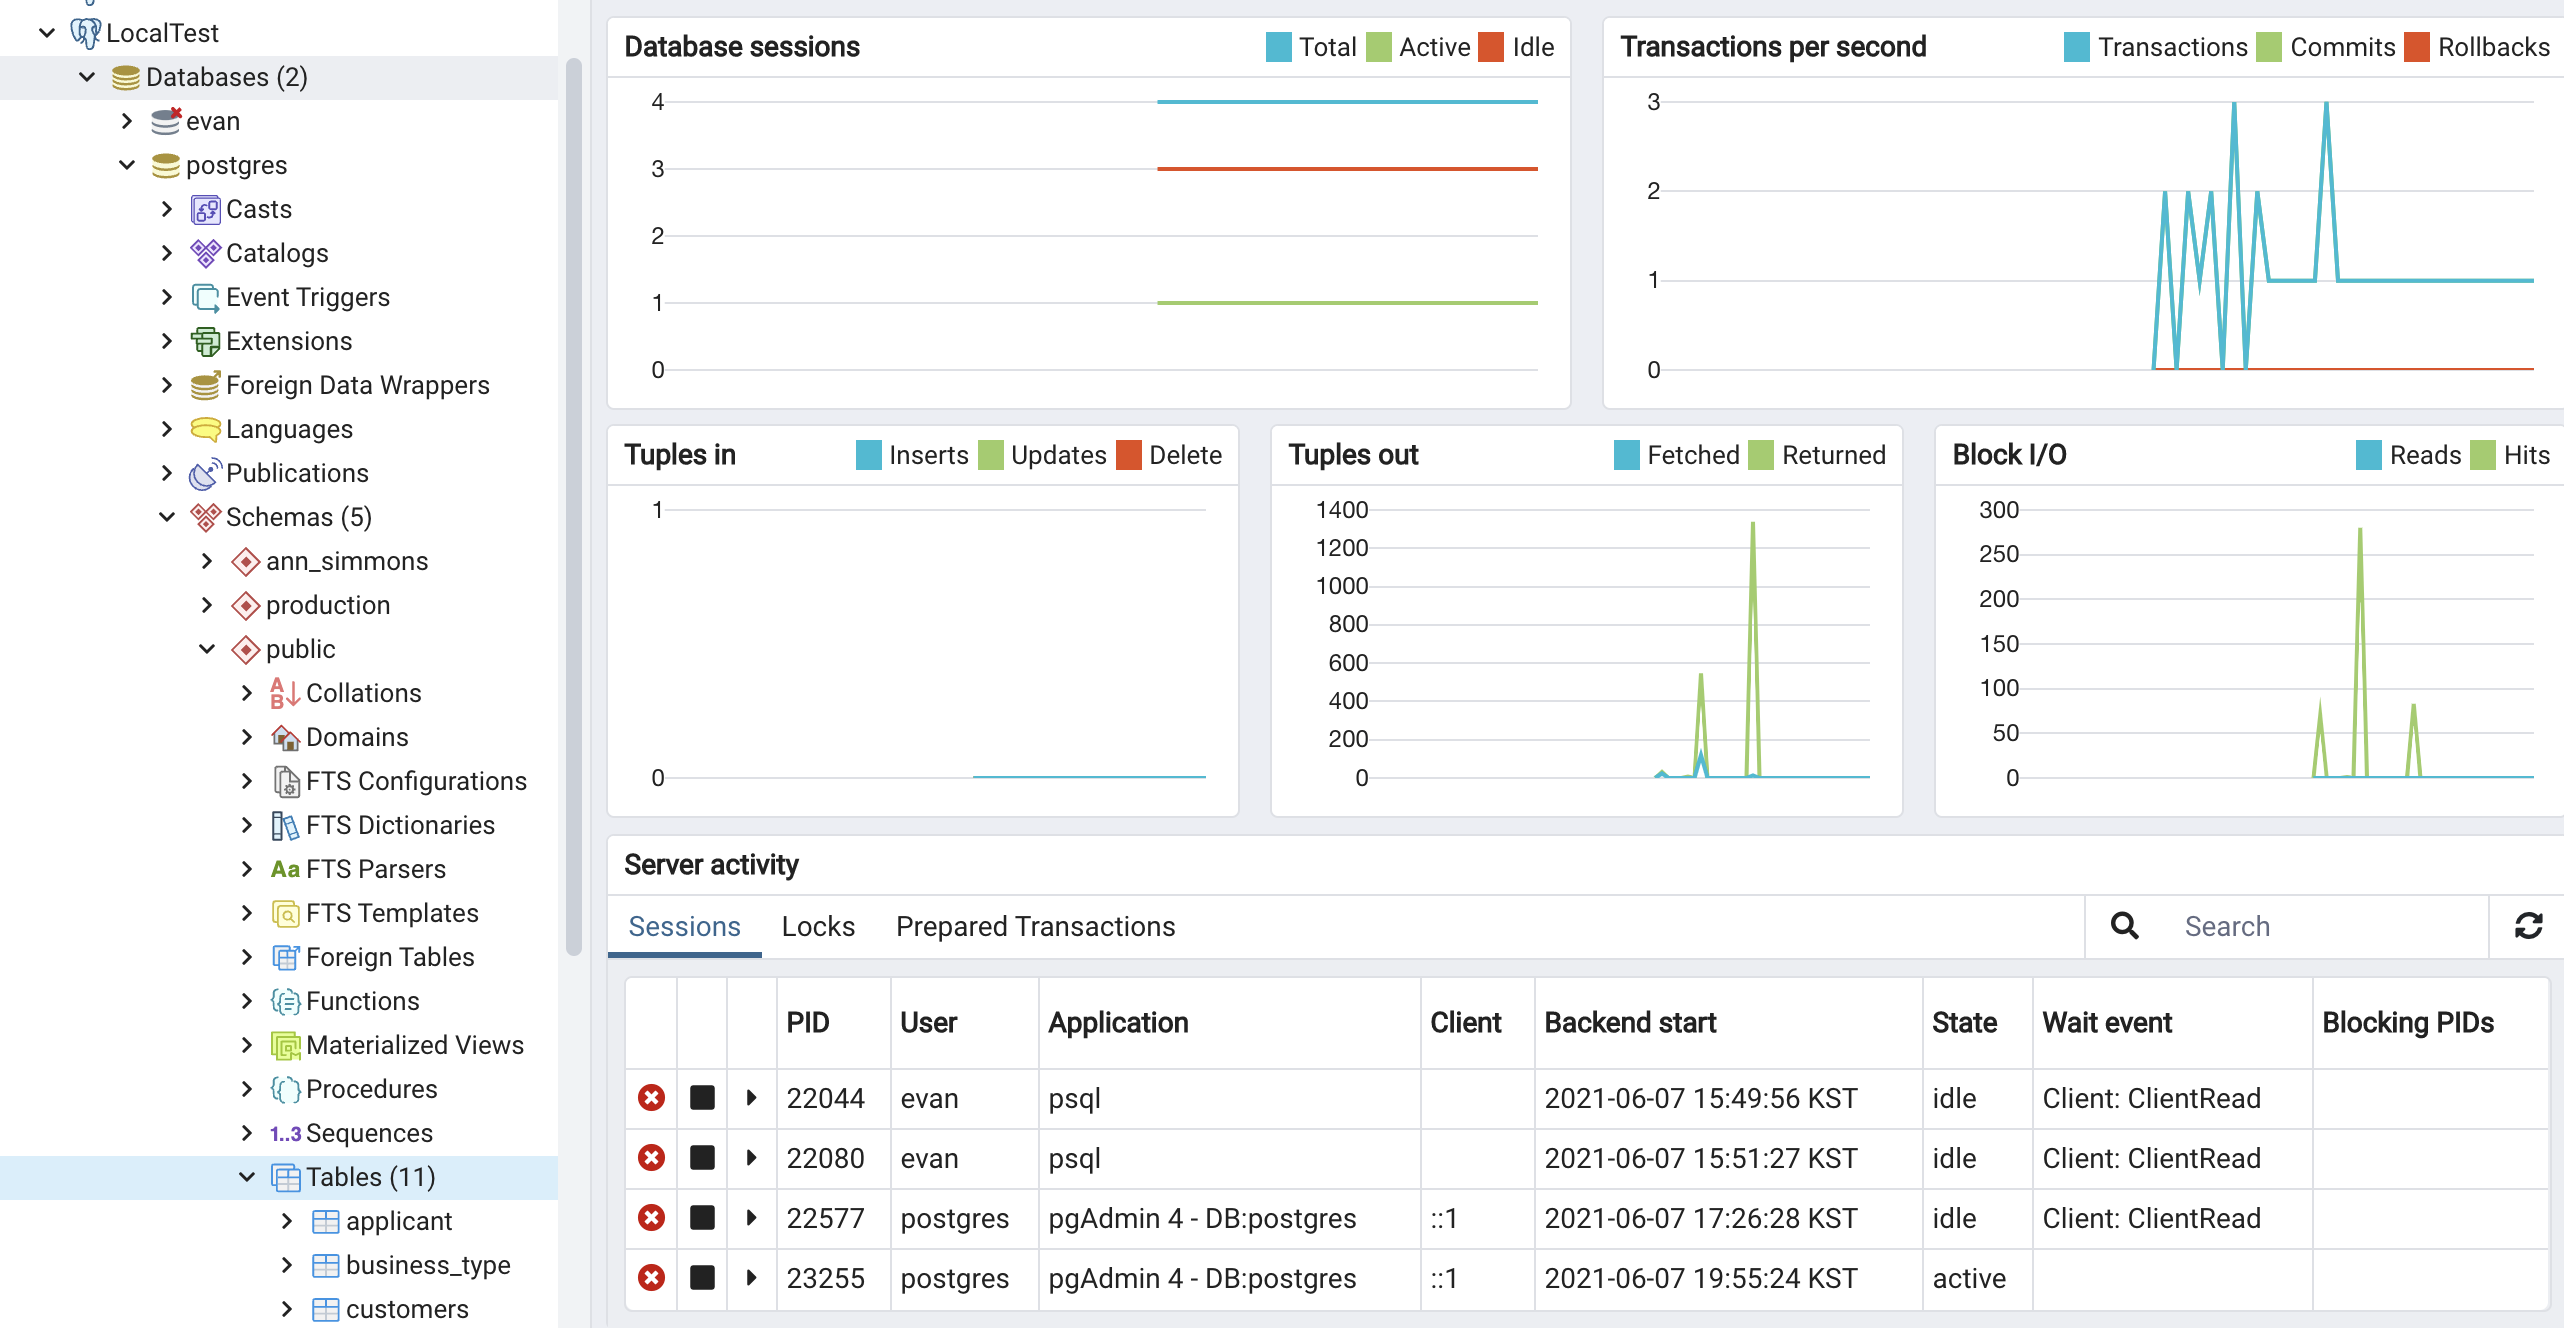 LocalTest
Databases (2)
evan
postgres
Casts
Catalogs
Event Triggers
Extensions
Foreign Data Wrappers
Languages
Publications
Schemas (5)
ann_simmons
production
public
Collations
Domains
FTS Configurations
FTS Dictionaries
Aa FTS Parsers
FTS Templates
Foreign Tables
Functions
Materialized Views
Procedures
1..3 Sequences
Tables (11)
applicant
business_type
customers
Database sessions Total Active Idle
4
3
2
1
0
Transactions per second Transactions Commits Rollbacks
3
2
1
0
Tuples in Inserts Updates Delete
1
0
Tuples out Fetched Returned
1400
1200
1000
800
600
400
200
0
Block I/O Reads Hits
300
250
200
150
100
50
0
Server activity
Sessions Locks Prepared Transactions Search
PID User Application Client Backend start State Wait event Blocking PIDs
22044 evan psql 2021-06-07 15:49:56 KST idle Client: ClientRead
22080 evan psql 2021-06-07 15:51:27 KST idle Client: ClientRead
22577 postgres pgAdmin 4 - DB:postgres ::1 2021-06-07 17:26:28 KST idle Client: ClientRead
23255 postgres pgAdmin 4 - DB:postgres ::1 2021-06-07 19:55:24 KST active